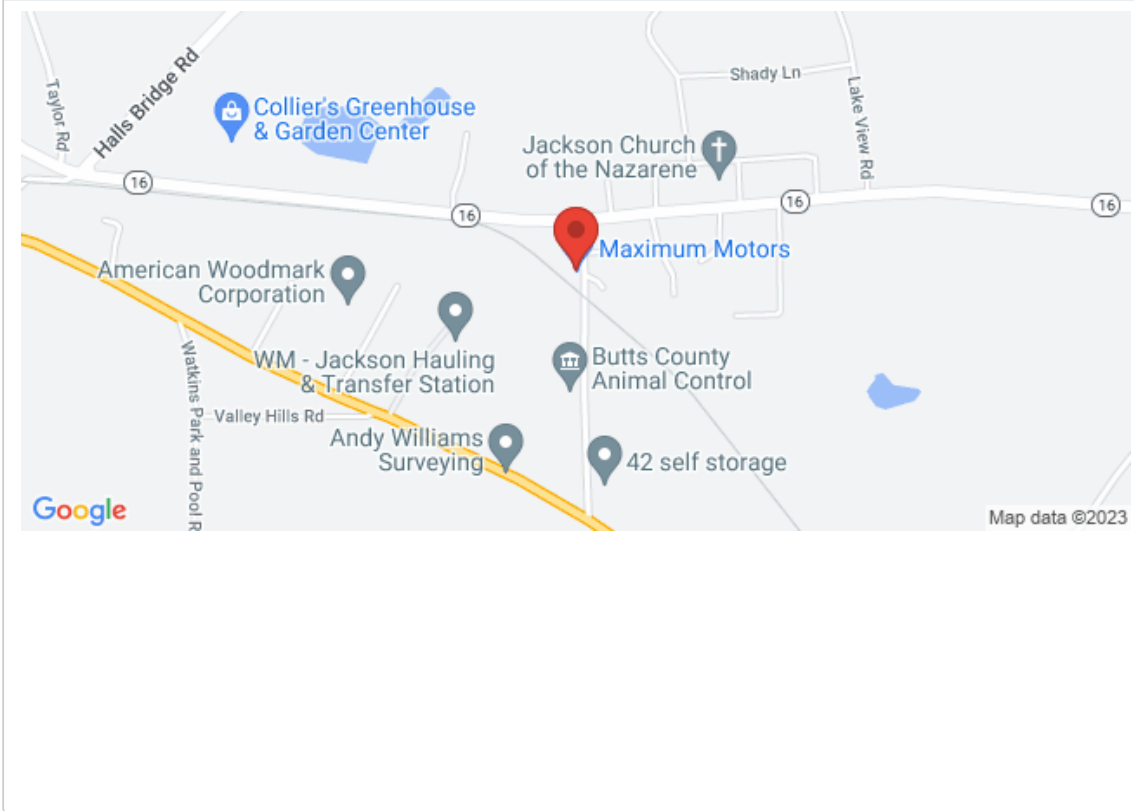 Taylor Rd
Halls Bridge Rd
Collier's Greenhouse
& Garden Center
Shady Ln
Lake View Rd
Jackson Church
of the Nazarene
16
16
16
16
Maximum Motors
American Woodmark
Corporation
WM - Jackson Hauling
& Transfer Station
Butts County
Animal Control
Watkins Park and Pool R
Valley Hills Rd
Andy Williams
Surveying
42 self storage
Google
Map data ©2023